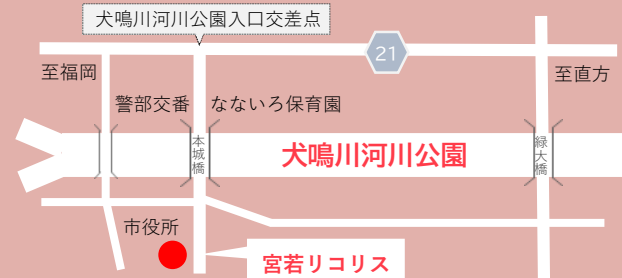 犬鳴川河川公園入口交差点
21
至福岡
至直方
警部交番
なないろ保育園
本城橋
犬鳴川河川公園
緑大橋
市役所
宮若リコリス